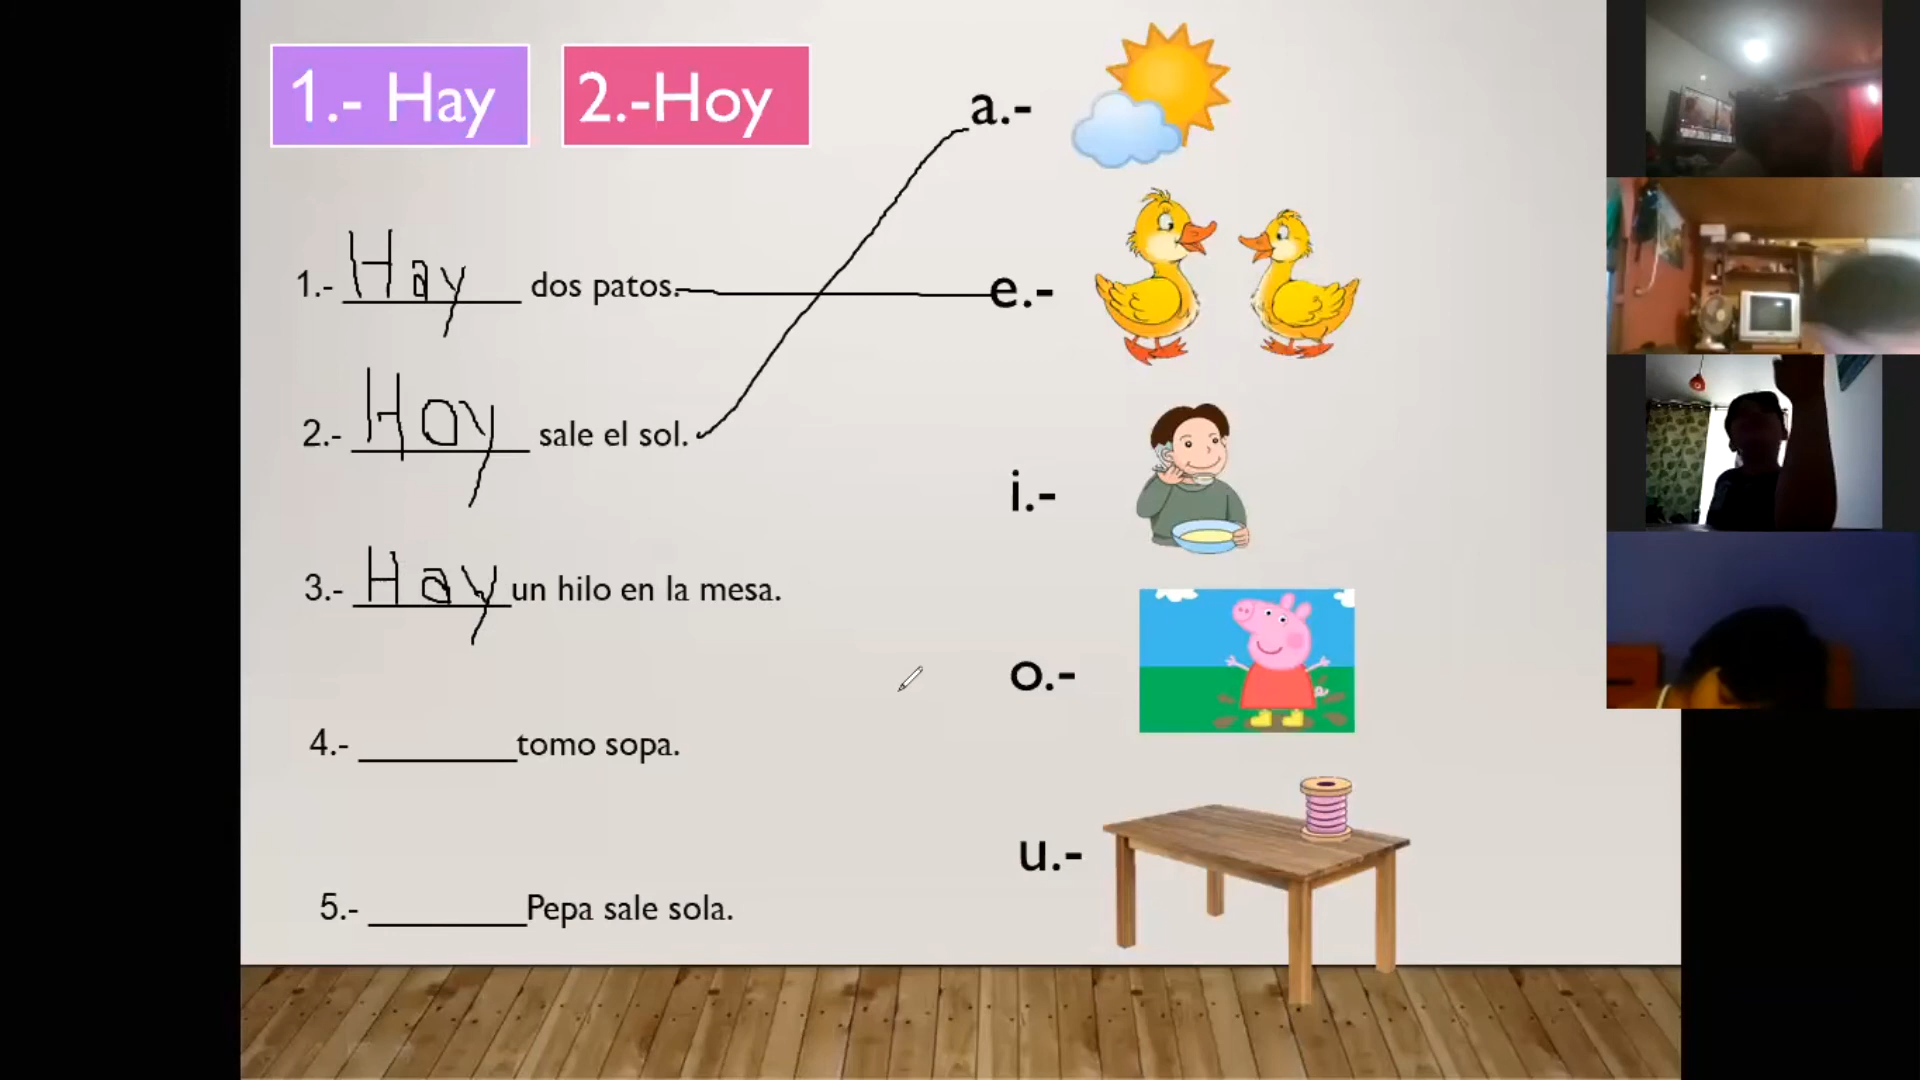 1.- Hay 2.-Hoy
a.-
1.- Hay dos patos.
e.-
2.- Hoy sale el sol.
i.-
3.- Hay un hilo en la mesa.
o.-
4.- ________tomo sopa.
u.-
5.- ________Pepa sale sola.